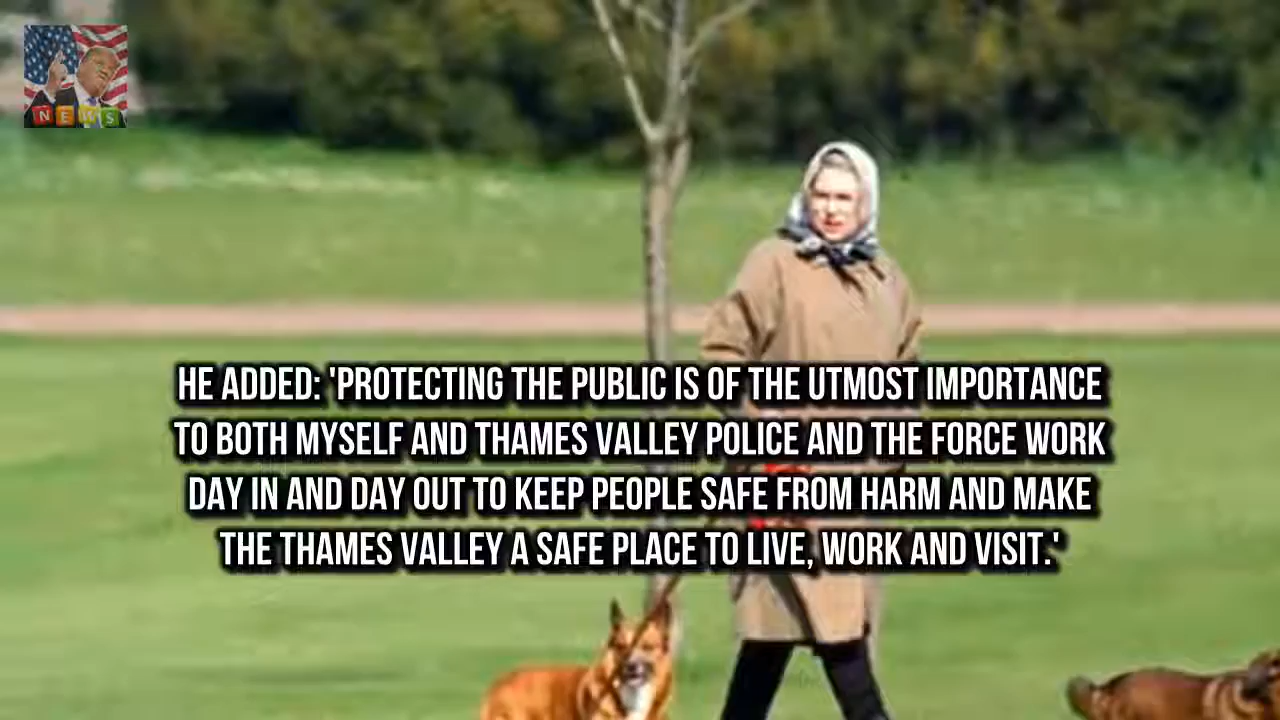 NEWS
HE ADDED: 'PROTECTING THE PUBLIC IS OF THE UTMOST IMPORTANCE
TO BOTH MYSELF AND THAMES VALLEY POLICE AND THE FORCE WORK
DAY IN AND DAY OUT TO KEEP PEOPLE SAFE FROM HARM AND MAKE
THE THAMES VALLEY A SAFE PLACE TO LIVE, WORK AND VISIT.'